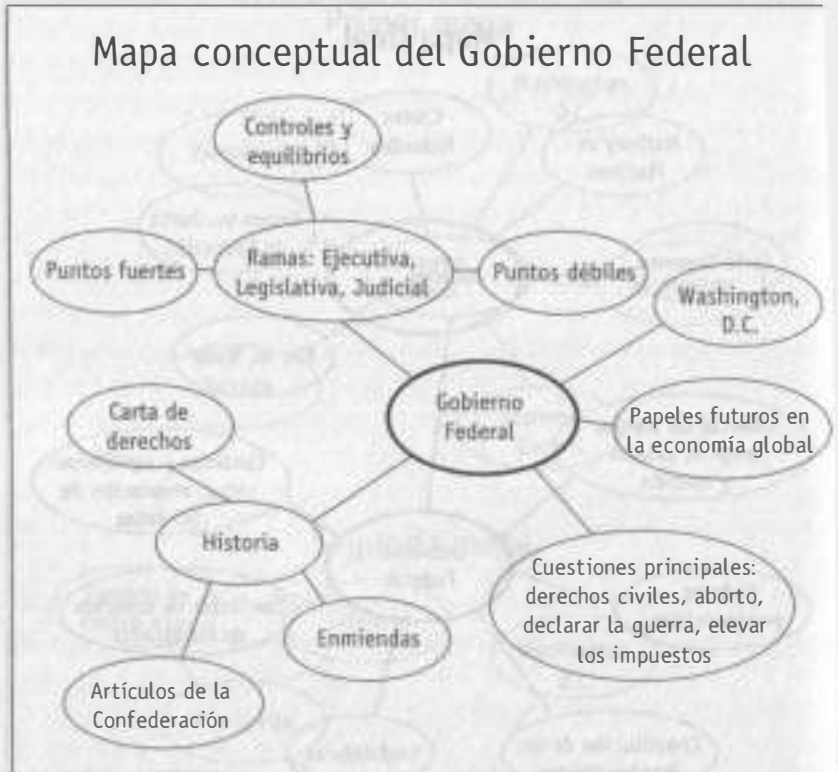 Mapa conceptual del Gobierno Federal
Controles y
equilibrios
Puntos fuertes
Ramas: Ejecutiva,
Legislativa, Judicial
Puntos débiles
Washington,
D.C.
Gobierno
Federal
Papeles futuros en
la economía global
Carta de
derechos
Historia
Cuestiones principales:
derechos civiles, aborto,
declarar la guerra, elevar
los impuestos
Enmiendas
Artículos de la
Confederación